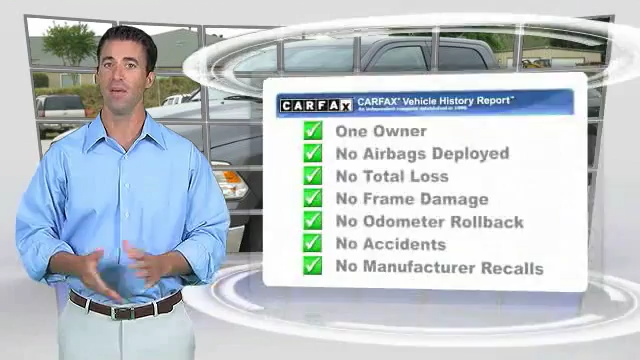 CARFAX CARFAX® Vehicle History Report™
One Owner
No Airbags Deployed
No Total Loss
No Frame Damage
No Odometer Rollback
No Accidents
No Manufacturer Recalls